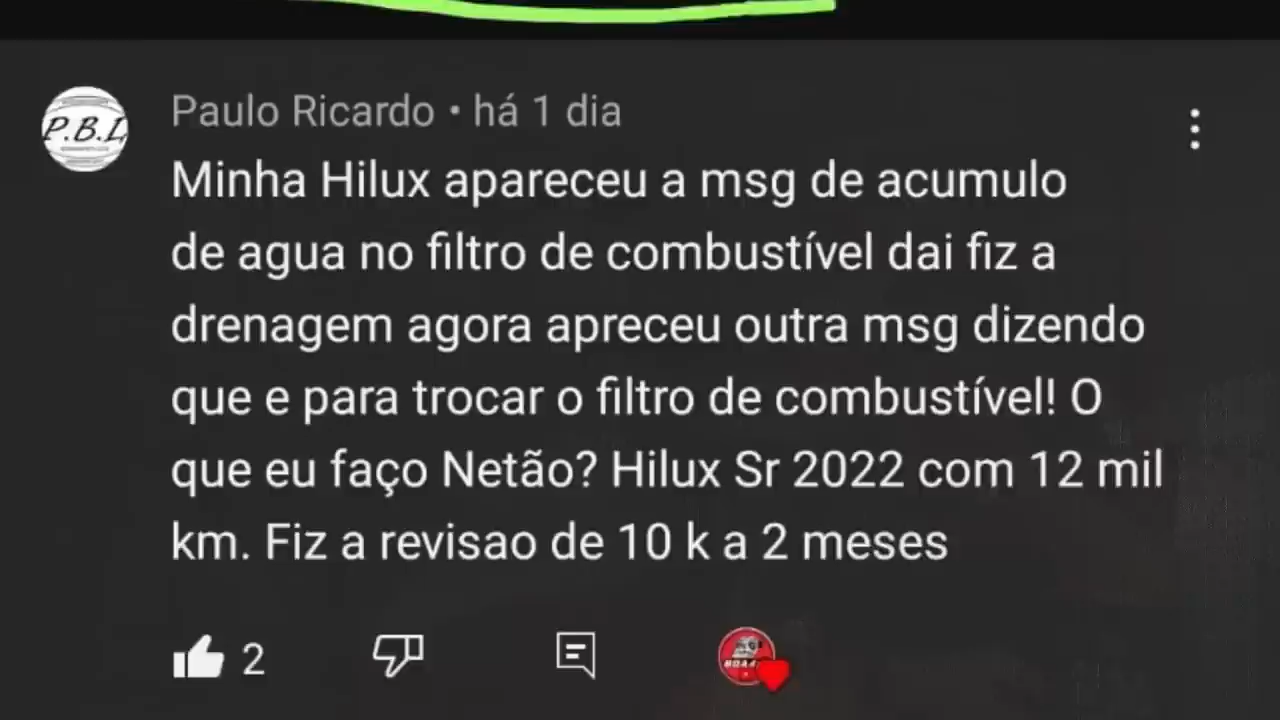 P.B.L
Paulo Ricardo • há 1 dia
Minha Hilux apareceu a msg de acumulo
de agua no filtro de combustível dai fiz a
drenagem agora apreceu outra msg dizendo
que e para trocar o filtro de combustível! O
que eu faço Netão? Hilux Sr 2022 com 12 mil
km. Fiz a revisao de 10 k a 2 meses
2